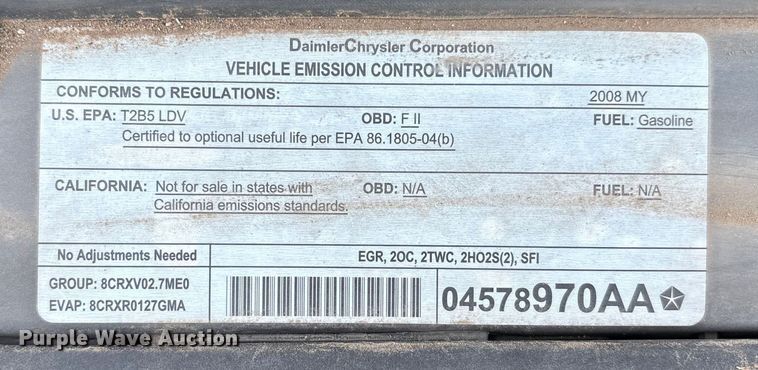 DaimlerChrysler Corporation
VEHICLE EMISSION CONTROL INFORMATION
CONFORMS TO REGULATIONS: 2008 MY
U.S. EPA: T2B5 LDV OBD: F II FUEL: Gasoline
Certified to optional useful life per EPA 86.1805-04(b)
CALIFORNIA: Not for sale in states with OBD: N/A FUEL: N/A
California emissions standards.
No Adjustments Needed EGR, 2OC, 2TWC, 2HO2S(2), SFI
GROUP: 8CRXV02.7ME0
EVAP: 8CRXR0127GMA
04578970AA
Purple Wave Auction